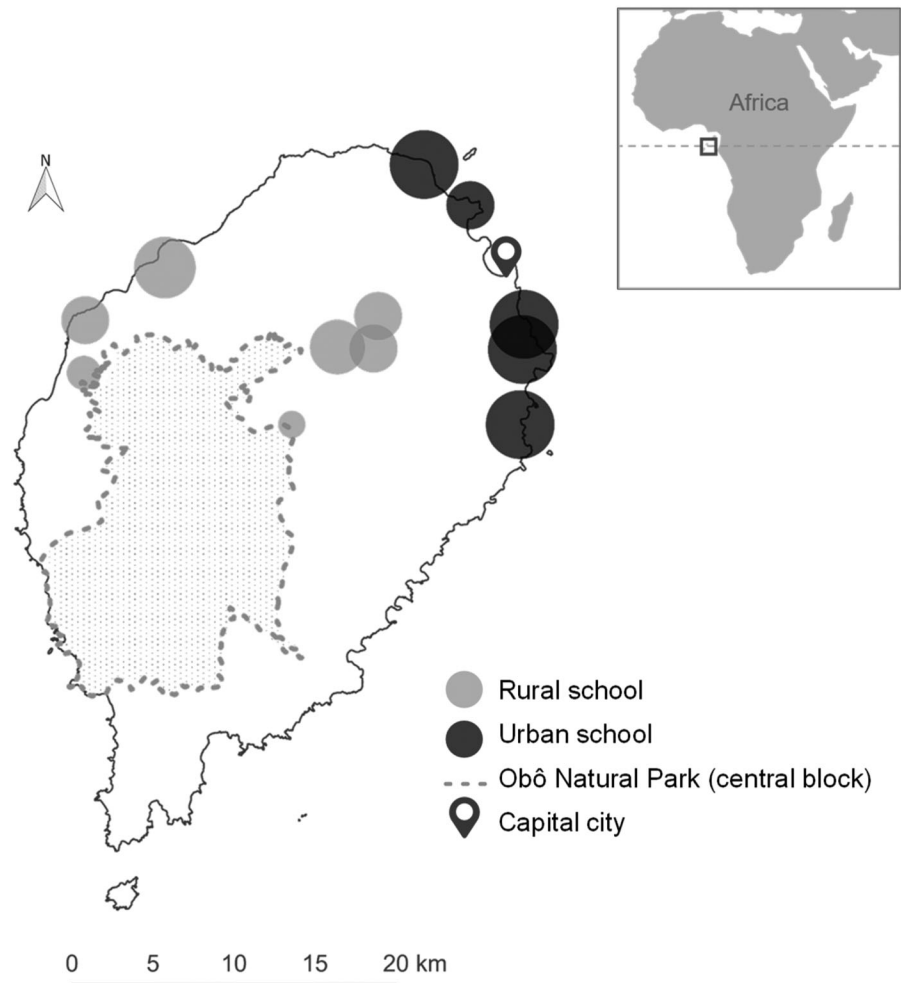 Africa
N
Rural school
Urban school
Obô Natural Park (central block)
Capital city
0 5 10 15 20 km